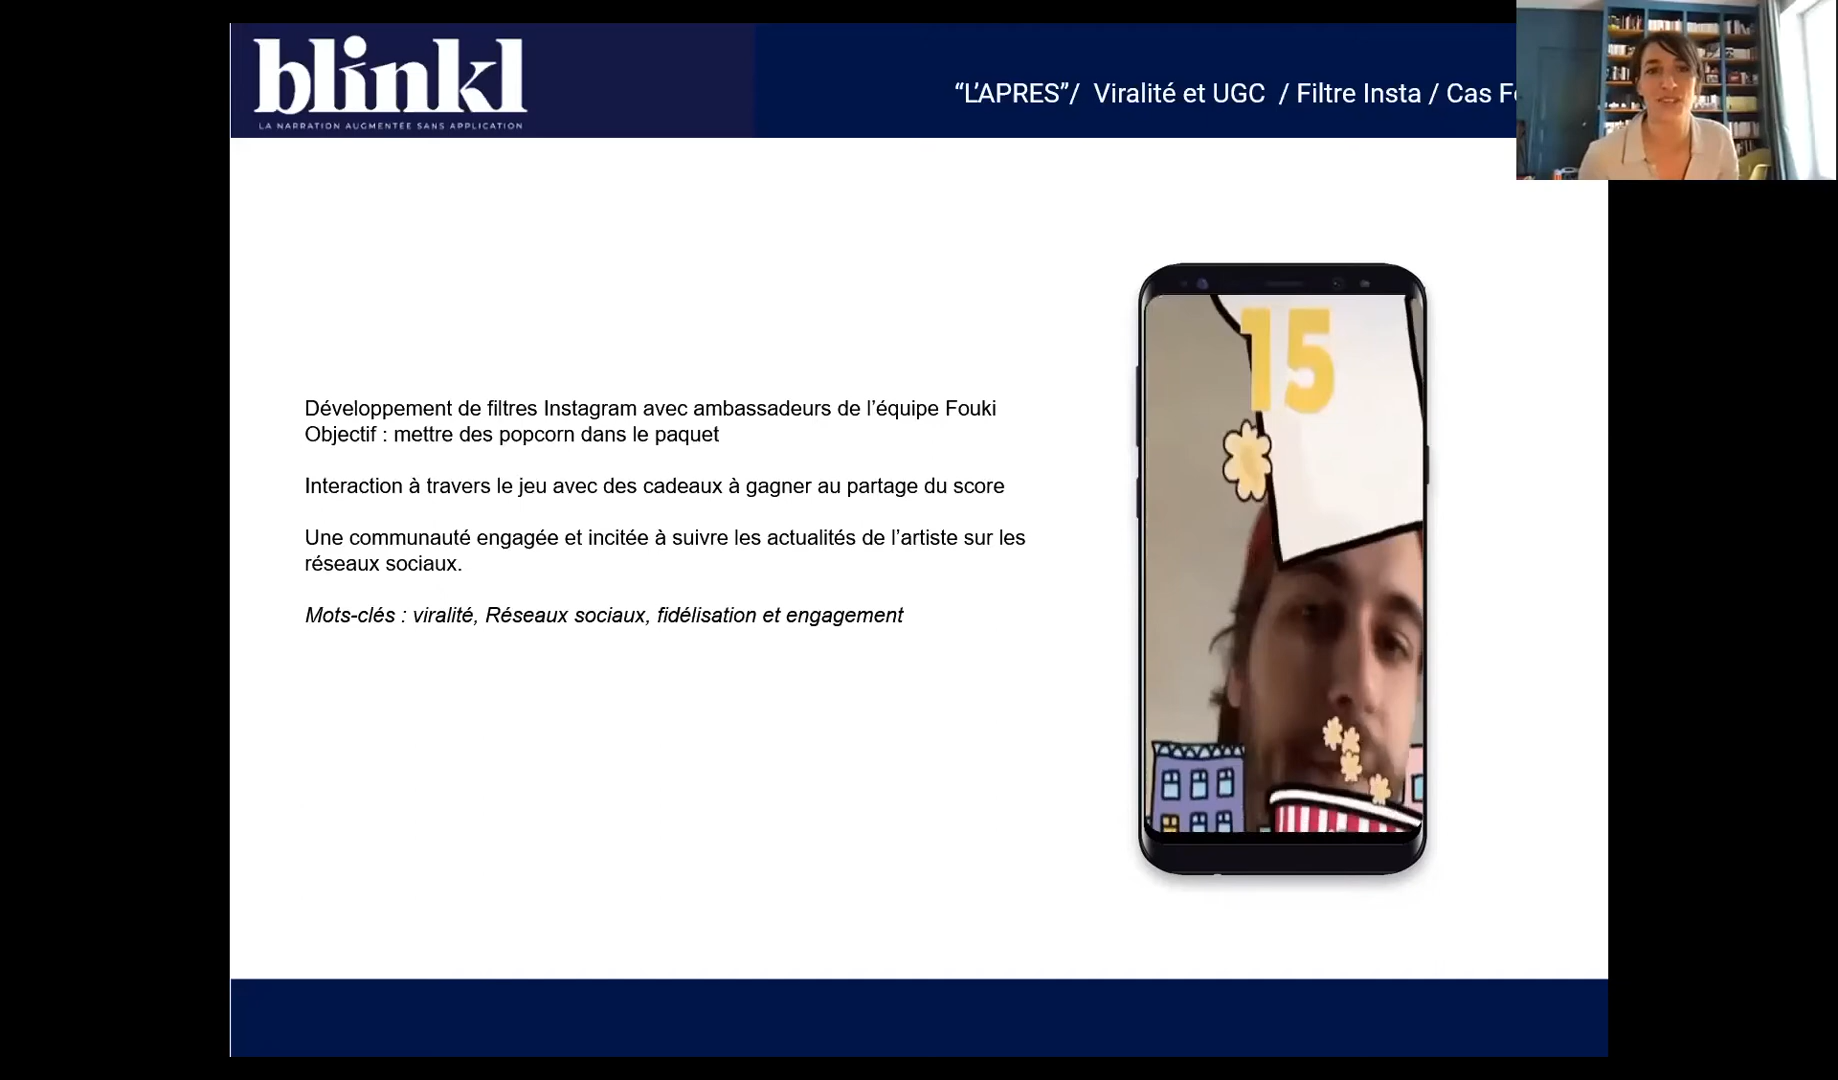 blinkl
LA NARRATION AUGMENTÉE SANS APPLICATION
“L’APRES”/ Viralité et UGC / Filtre Insta / Cas
Développement de filtres Instagram avec ambassadeurs de l’équipe Fouki
Objectif : mettre des popcorn dans le paquet
Interaction à travers le jeu avec des cadeaux à gagner au partage du score
Une communauté engagée et incitée à suivre les actualités de l’artiste sur les
réseaux sociaux.
Mots-clés : viralité, Réseaux sociaux, fidélisation et engagement
15